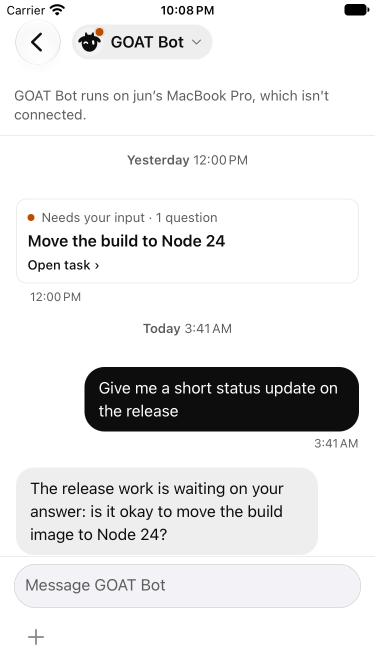 Carrier 10:08 PM
GOAT Bot
GOAT Bot runs on jun’s MacBook Pro, which isn't
connected.
Yesterday 12:00 PM
Needs your input · 1 question
Move the build to Node 24
Open task ›
12:00 PM
Today 3:41 AM
Give me a short status update on
the release
3:41 AM
The release work is waiting on your
answer: is it okay to move the build
image to Node 24?
Message GOAT Bot